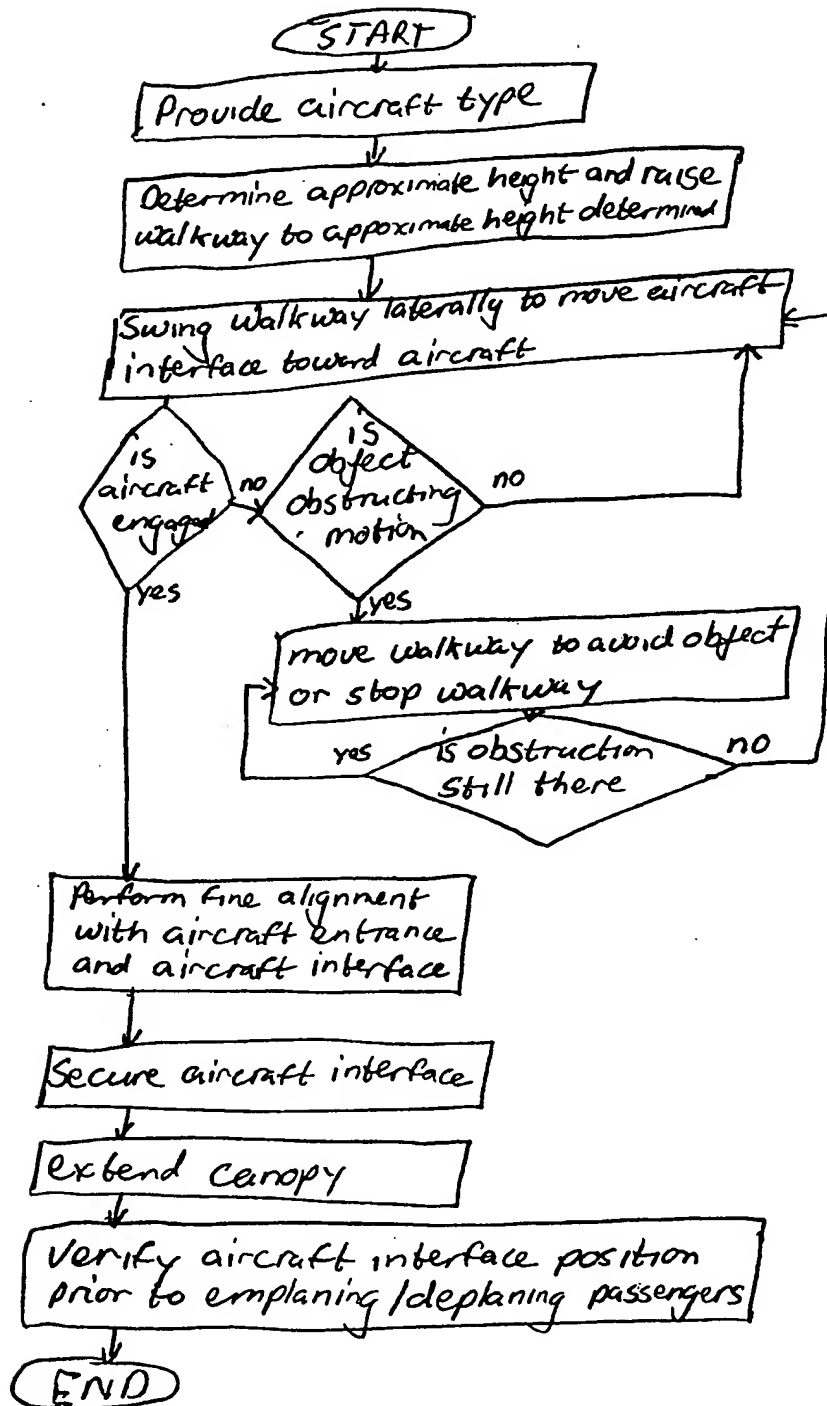 START
Provide aircraft type
Determine approximate height and raise
walkway to appoximate height determined
Swing walkway laterally to move aircraft
interface toward aircraft
is
aircraft
engaged
no
is
object
obstructing
motion
no
yes
yes
move walkway to avoid object
or stop walkway
yes
is obstruction
still there
no
Perform fine alignment
with aircraft entrance
and aircraft interface
Secure aircraft interface
extend canopy
Verify aircraft interface position
prior to emplaning/deplaning passengers
END